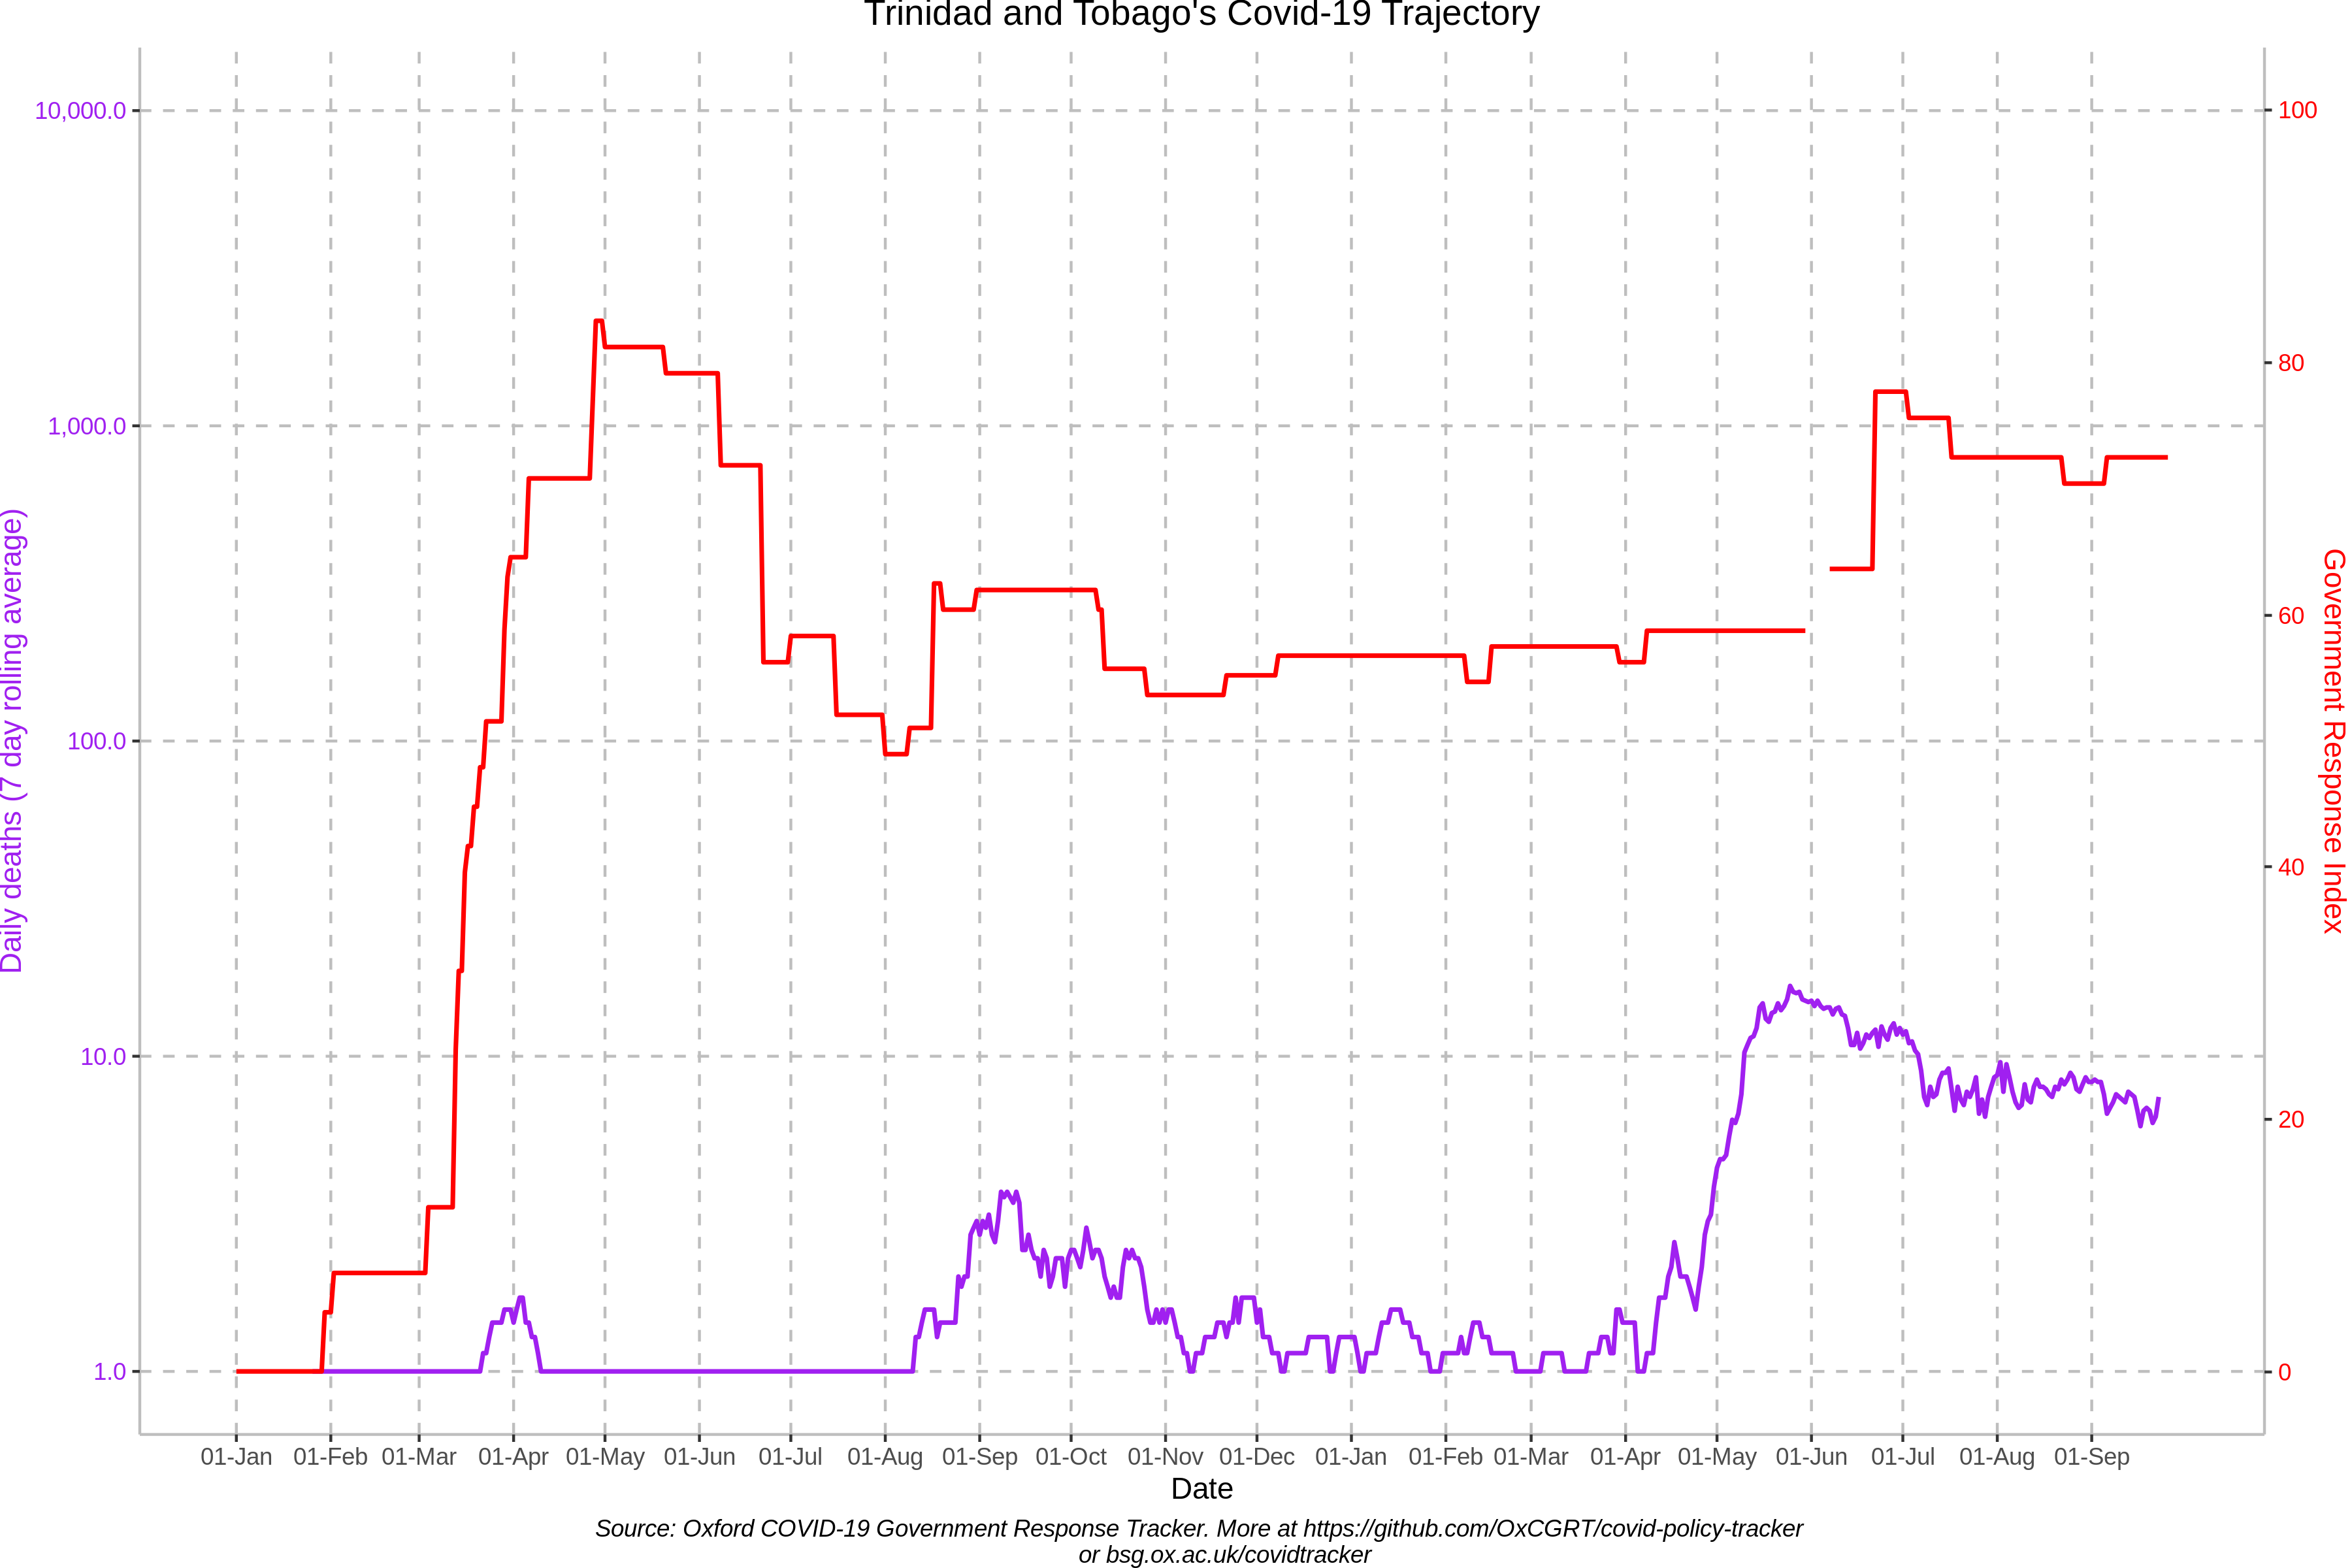 Trinidad and Tobago's Covid-19 Trajectory
10,000.0
1,000.0
100.0
10.0
1.0
Daily deaths (7 day rolling average)
100
80
60
40
20
0
Government Response Index
01-Jan 01-Feb 01-Mar 01-Apr 01-May 01-Jun 01-Jul 01-Aug 01-Sep 01-Oct 01-Nov 01-Dec 01-Jan 01-Feb 01-Mar 01-Apr 01-May 01-Jun 01-Jul 01-Aug 01-Sep
Date
Source: Oxford COVID-19 Government Response Tracker. More at https://github.com/OxCGRT/covid-policy-tracker
or bsg.ox.ac.uk/covidtracker